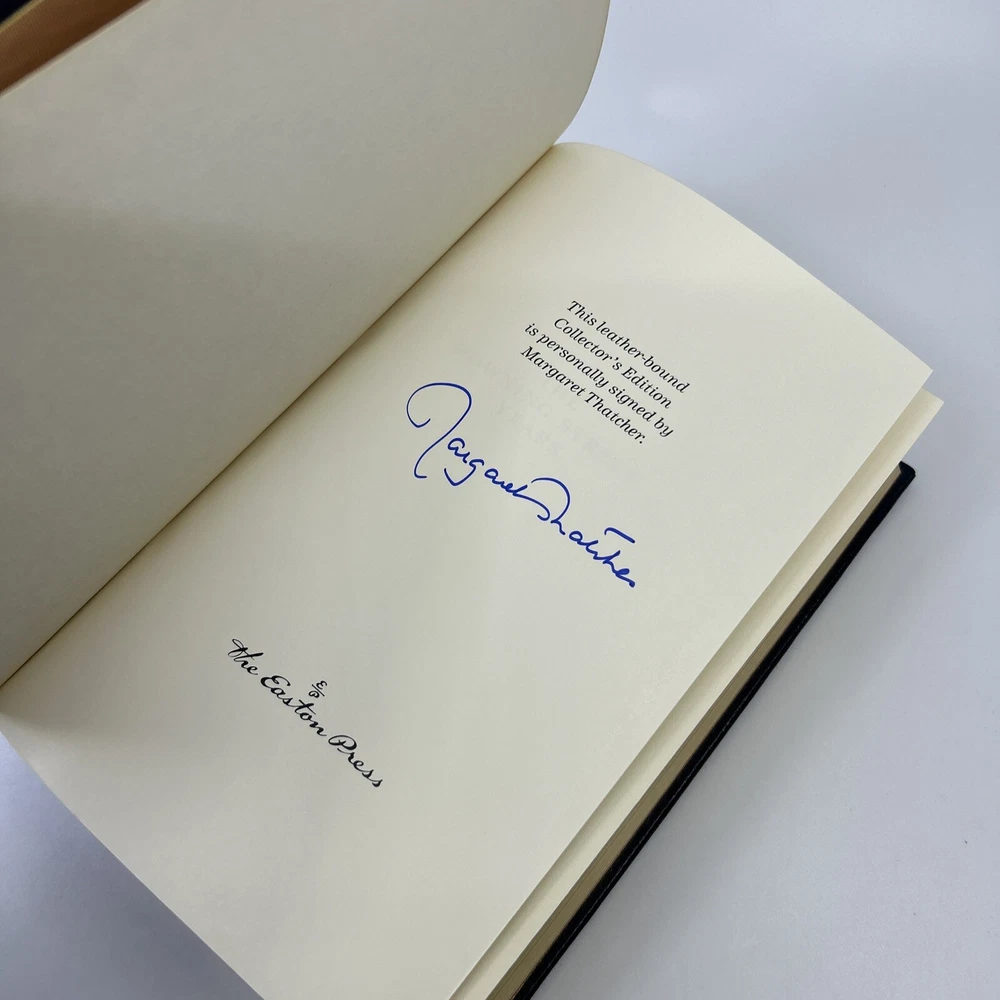 This leather-bound
Collector's Edition
is personally signed by
Margaret Thatcher.
Margaret Thatcher
E/P
The Easton Press